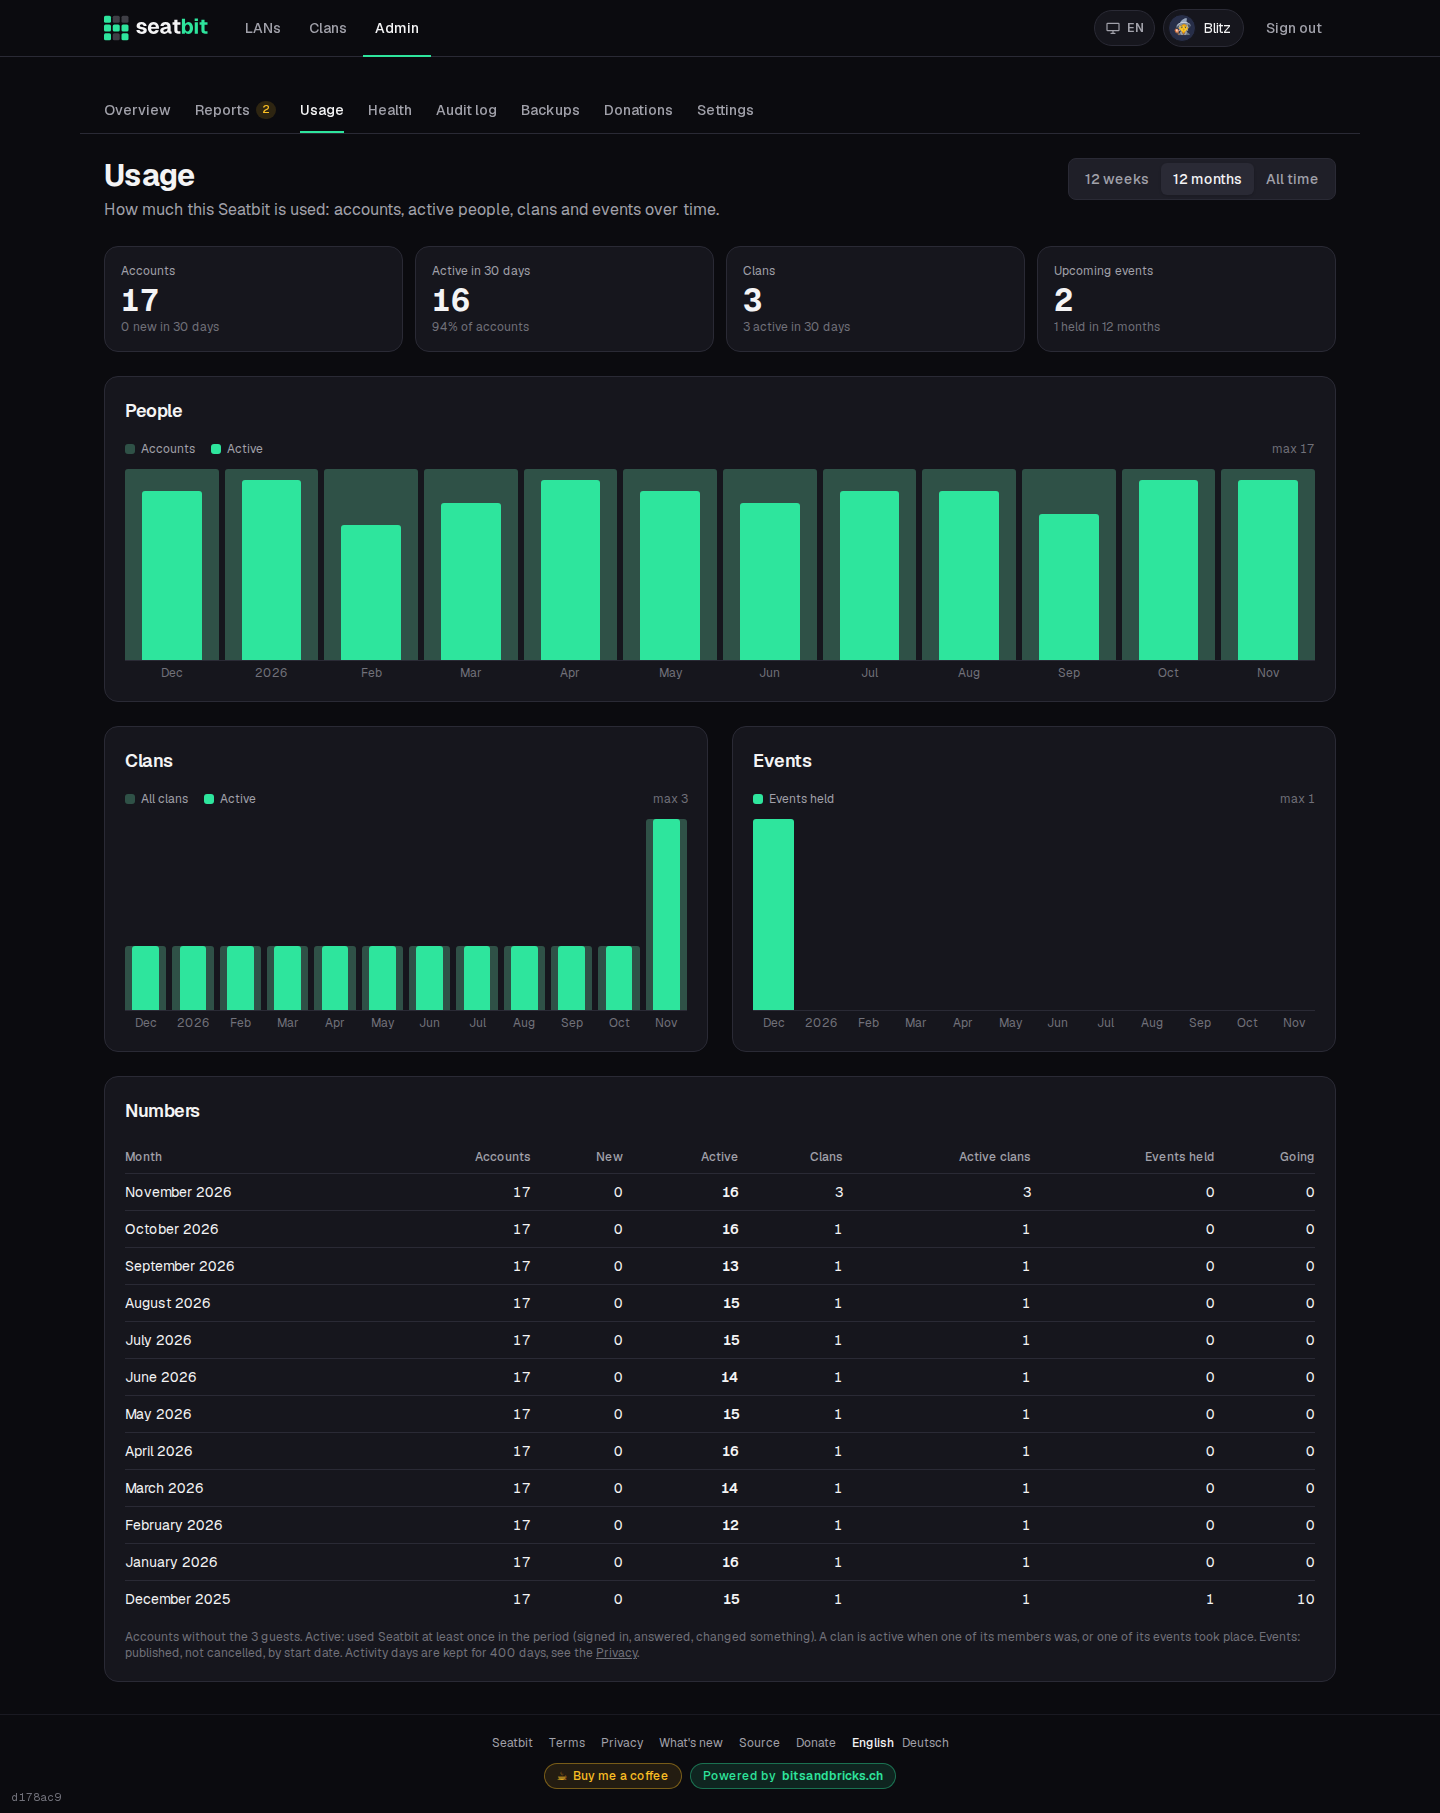 seatbit LANs Clans Admin EN Blitz Sign out
Overview Reports 2 Usage Health Audit log Backups Donations Settings
Usage
12 weeks 12 months All time
How much this Seatbit is used: accounts, active people, clans and events over time.
Accounts
17
0 new in 30 days
Active in 30 days
16
94% of accounts
Clans
3
3 active in 30 days
Upcoming events
2
1 held in 12 months
People
Accounts Active max 17
Dec 2026 Feb Mar Apr May Jun Jul Aug Sep Oct Nov
Clans
All clans Active max 3
Dec 2026 Feb Mar Apr May Jun Jul Aug Sep Oct Nov
Events
Events held max 1
Dec 2026 Feb Mar Apr May Jun Jul Aug Sep Oct Nov
Numbers
Month Accounts New Active Clans Active clans Events held Going
November 2026 17 0 16 3 3 0 0
October 2026 17 0 16 1 1 0 0
September 2026 17 0 13 1 1 0 0
August 2026 17 0 15 1 1 0 0
July 2026 17 0 15 1 1 0 0
June 2026 17 0 14 1 1 0 0
May 2026 17 0 15 1 1 0 0
April 2026 17 0 16 1 1 0 0
March 2026 17 0 14 1 1 0 0
February 2026 17 0 12 1 1 0 0
January 2026 17 0 16 1 1 0 0
December 2025 17 0 15 1 1 1 10
Accounts without the 3 guests. Active: used Seatbit at least once in the period (signed in, answered, changed something). A clan is active when one of its members was, or one of its events took place. Events:
published, not cancelled, by start date. Activity days are kept for 400 days, see the Privacy.
Seatbit Terms Privacy What's new Source Donate English Deutsch
Buy me a coffee Powered by bitsandbricks.ch
d178ac9